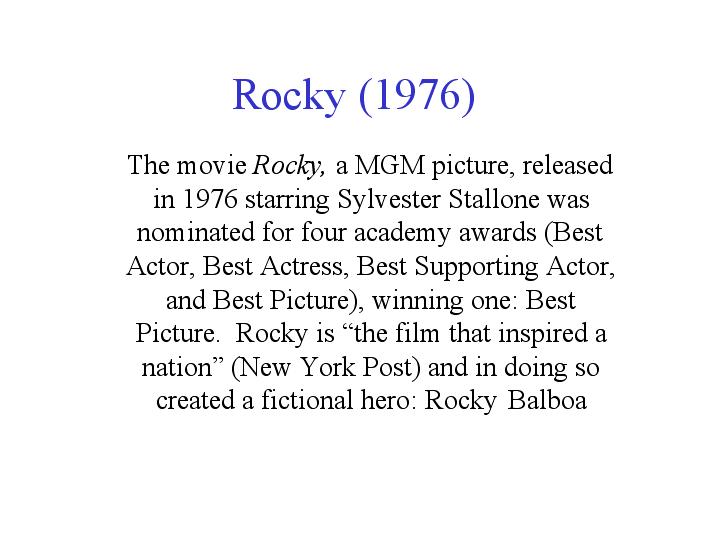 Rocky (1976)
The movie Rocky, a MGM picture, released
in 1976 starring Sylvester Stallone was
nominated for four academy awards (Best
Actor, Best Actress, Best Supporting Actor,
and Best Picture), winning one: Best
Picture.  Rocky is “the film that inspired a
nation” (New York Post) and in doing so
created a fictional hero: Rocky Balboa